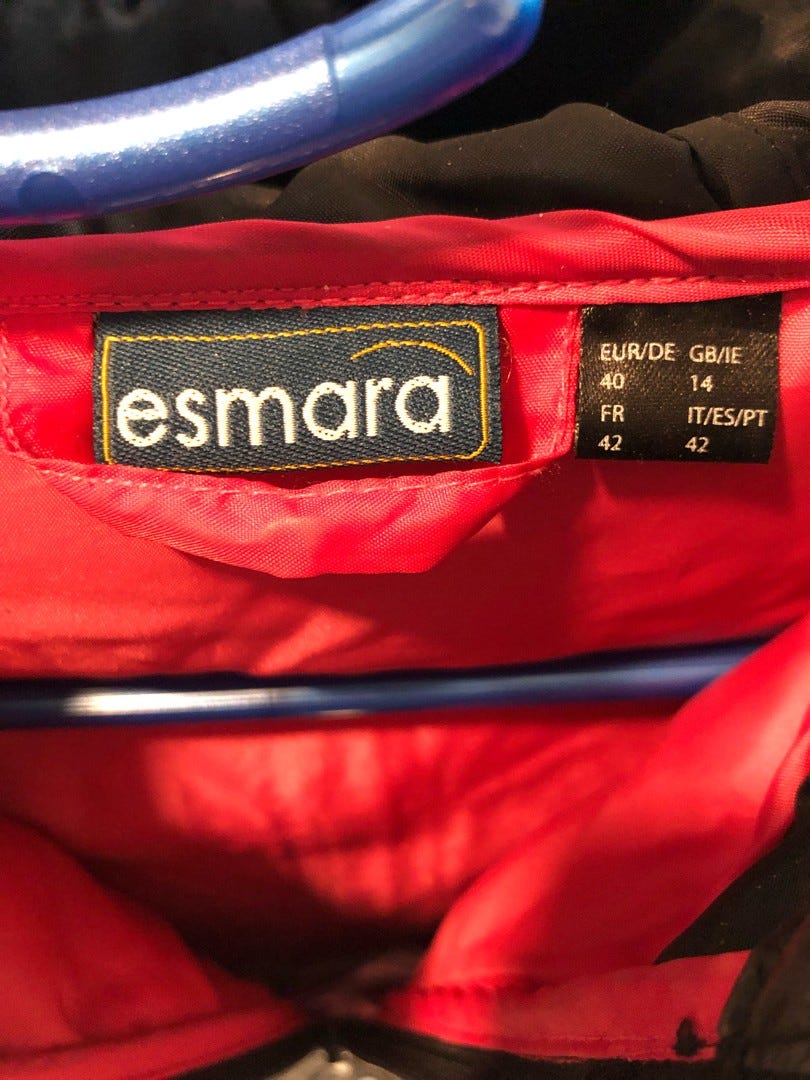 esmara
EUR/DE GB/IE
40 14
FR IT/ES/PT
42 42